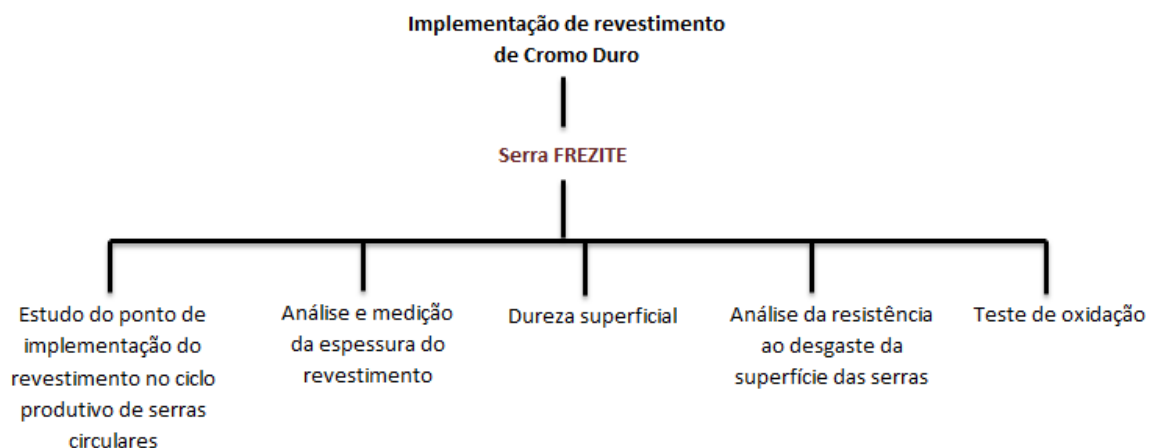 Implementação de revestimento
de Cromo Duro
Serra FREZITE
Estudo do ponto de
implementação do
revestimento no ciclo
produtivo de serras
circulares
Análise e medição
da espessura do
revestimento
Dureza superficial
Análise da resistência
ao desgaste da
superfície das serras
Teste de oxidação